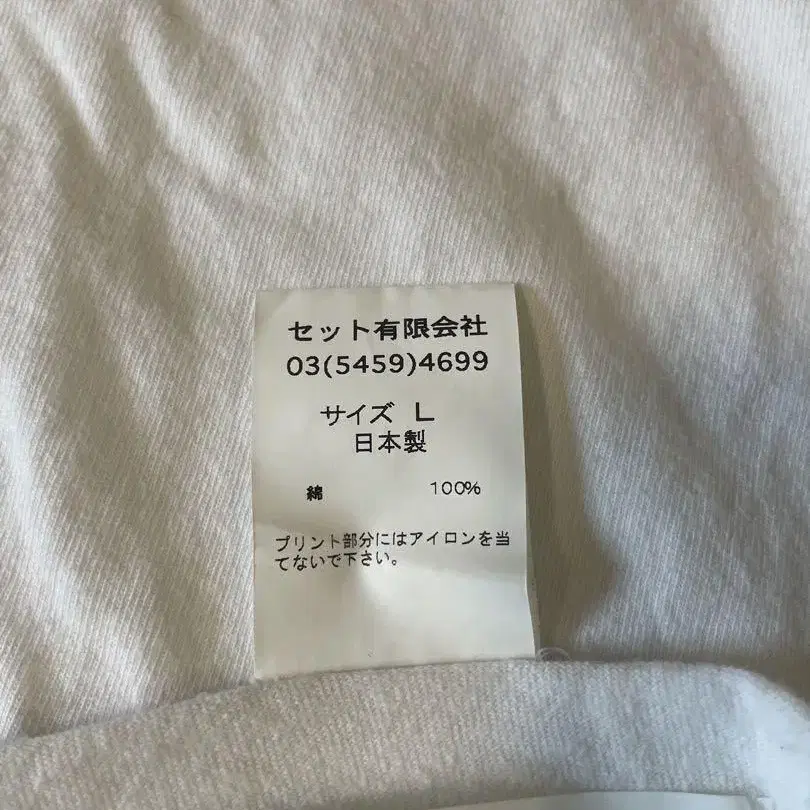 セット有限会社
03(5459)4699
サイズ L
日本製
綿 100%
プリント部分にはアイロンを当
てないで下さい。